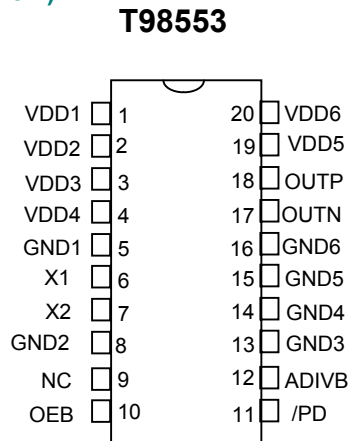 T98553
VDD1 1 20 VDD6
VDD2 2 19 VDD5
VDD3 3 18 OUTP
VDD4 4 17 OUTN
GND1 5 16 GND6
X1 6 15 GND5
X2 7 14 GND4
GND2 8 13 GND3
NC 9 12 ADIVB
OEB 10 11 /PD